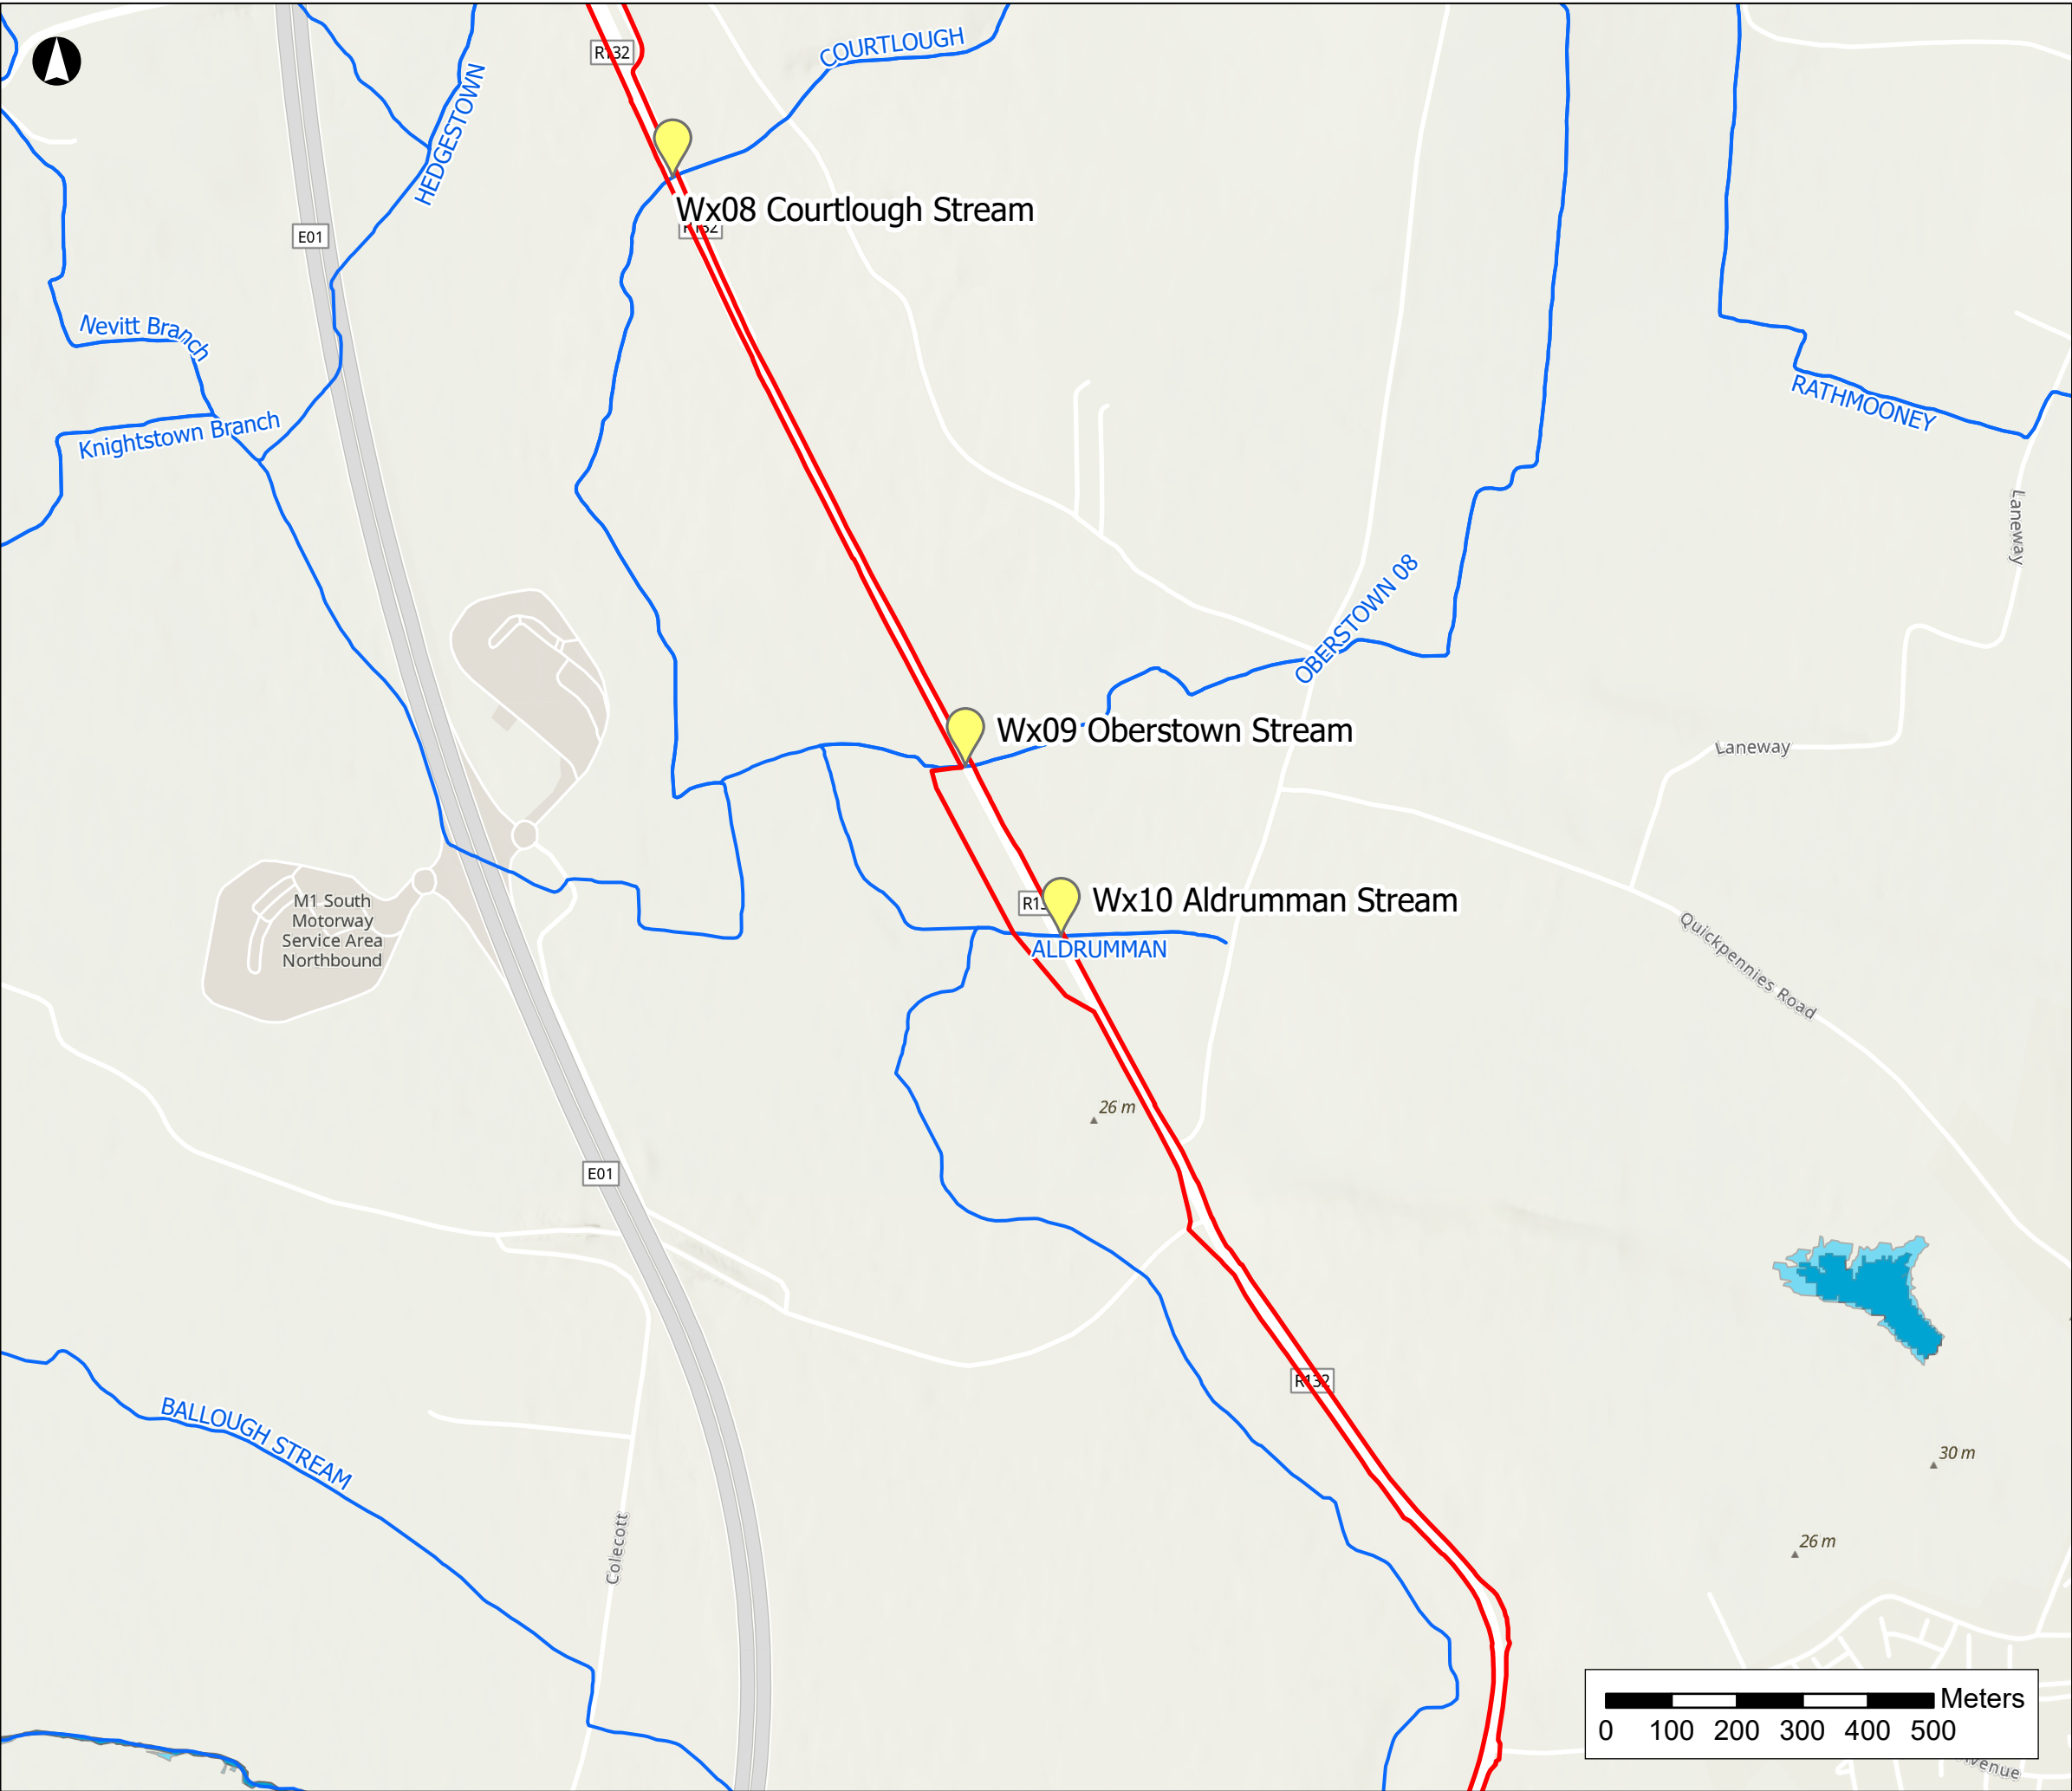 R132
COURTLOUGH
HEDGESTOWN
Wx08 Courtlough Stream
R132
E01
Nevitt Branch
Knightstown Branch
RATHMOONEY
Laneway
OBERSTOWN 08
Wx09 Oberstown Stream
Laneway
Wx10 Aldrumman Stream
ALDRUMMAN
M1 South
Motorway
Service Area
Northbound
Quickpennies Road
26 m
E01
R132
BALLOUGH STREAM
30 m
26 m
Colecott
Meters
0 100 200 300 400 500